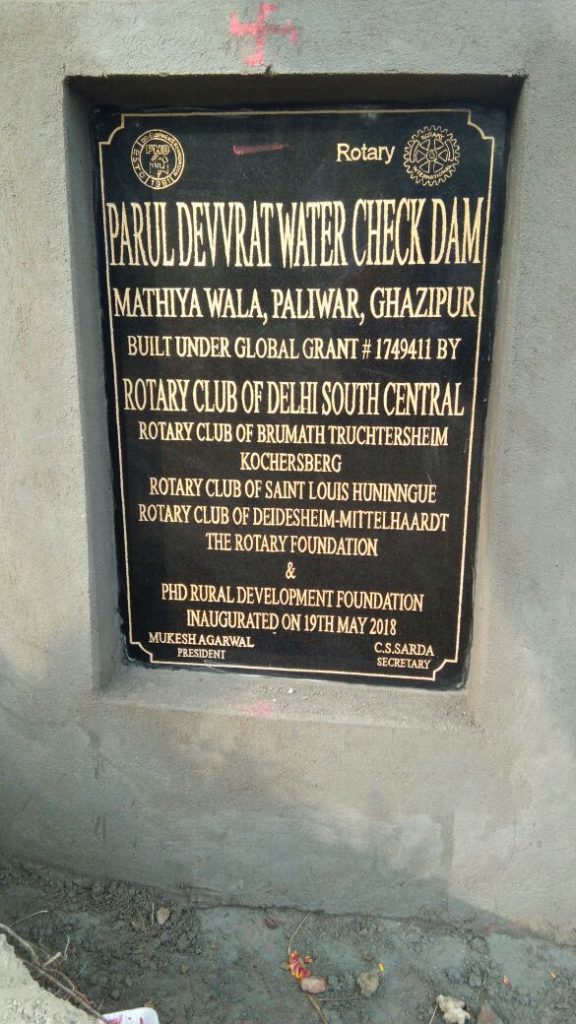 Rotary
PARUL DEVVRAT WATER CHECK DAM
MATHIYA WALA, PALIWAR, GHAZIPUR
BUILT UNDER GLOBAL GRANT # 1749411 BY
ROTARY CLUB OF DELHI SOUTH CENTRAL
ROTARY CLUB OF BRUMATH TRUCHTERSHEIM
KOCHERSBERG
ROTARY CLUB OF SAINT LOUIS HUNINNGUE
ROTARY CLUB OF DEIDESHEIM-MITTELHAARDT
THE ROTARY FOUNDATION
&
PHD RURAL DEVELOPMENT FOUNDATION
INAUGURATED ON 19TH MAY 2018
MUKESH AGARWAL
PRESIDENT
C.S.SARDA
SECRETARY